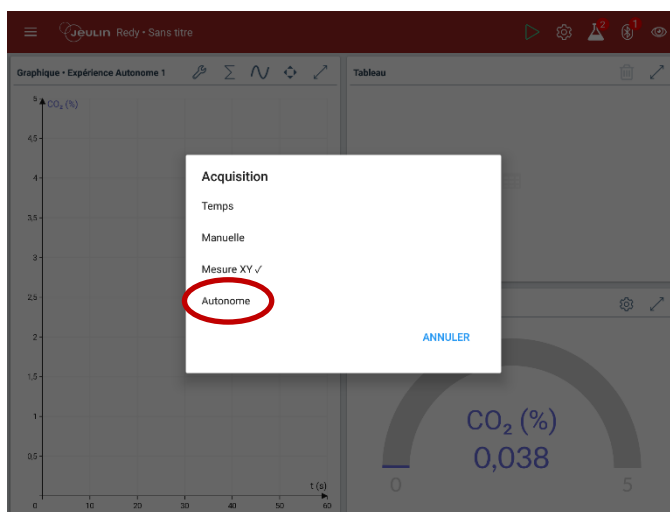 Jeulin Redy • Sans titre
2
1
Graphique • Expérience Autonome 1
Tableau
5
CO₂ (%)
4,5
4
3,5
3
2,5
2
1,5
1
0,5
t (s)
0 10 20 30 40 50 60
Acquisition
Temps
Manuelle
Mesure XY ✓
Autonome
ANNULER
CO₂ (%)
0,038
0 5